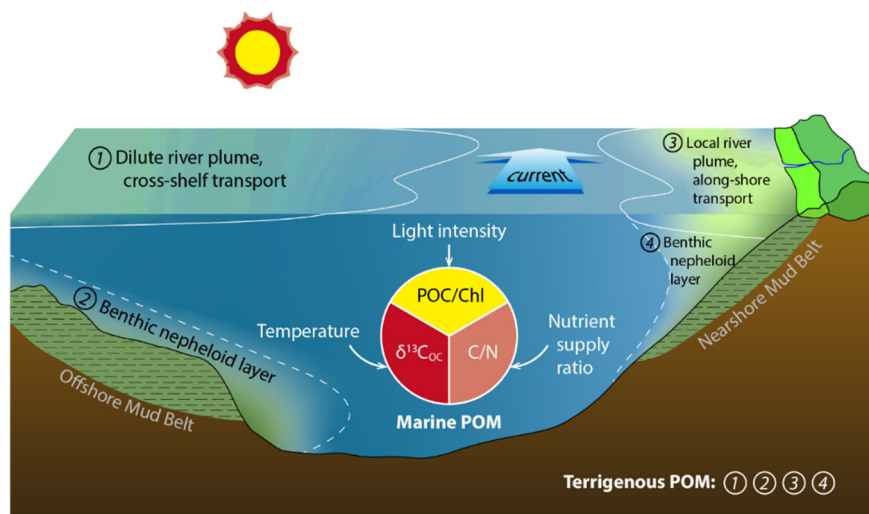 ① Dilute river plume,
cross-shelf transport
current
③ Local river
plume,
along-shore
transport
Light intensity
④ Benthic
nepheloid
layer
② Benthic nepheloid layer
POC/Chl
Temperature
δ¹³C_OC
C/N
Nutrient
supply
ratio
Nearshore Mud Belt
Offshore Mud Belt
Marine POM
Terrigenous POM: ① ② ③ ④